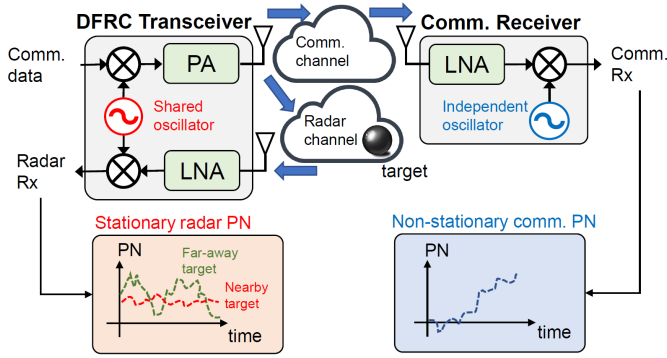 DFRC Transceiver
Comm. Receiver
Comm.
data
PA
Comm.
channel
LNA
Comm.
Rx
Shared
oscillator
Independent
oscillator
Radar
channel
Radar
Rx
LNA
target
Stationary radar PN
Non-stationary comm. PN
PN
Far-away
target
Nearby
target
time
PN
time